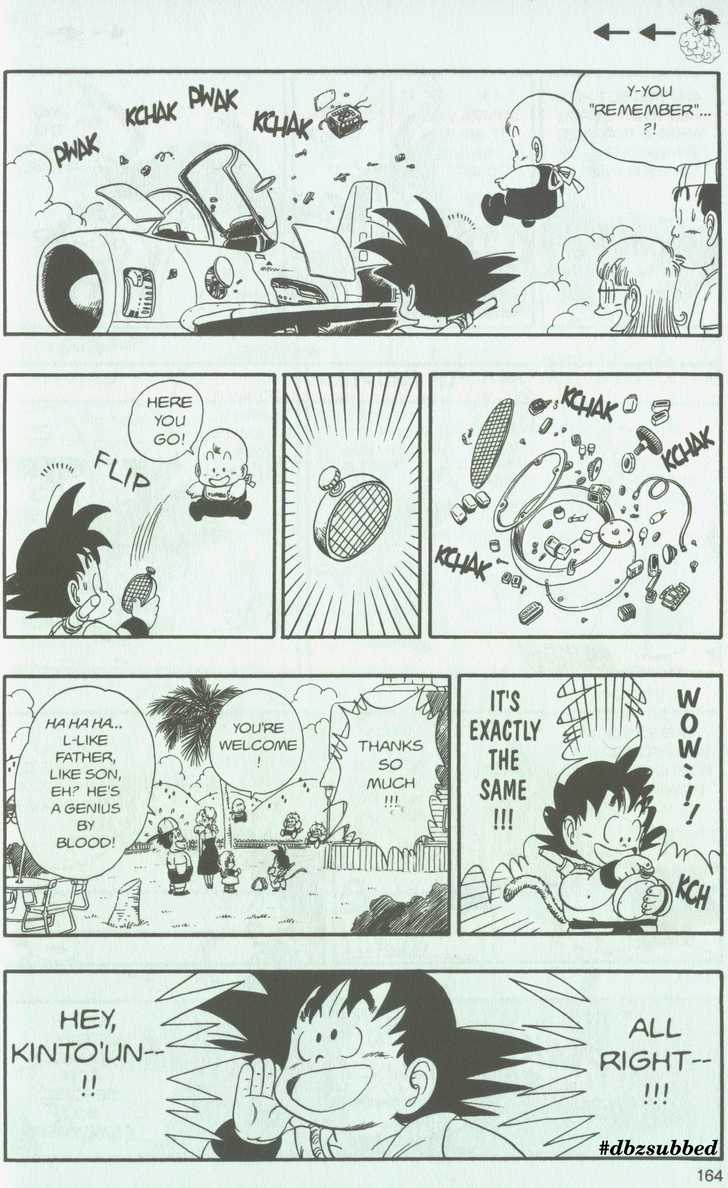 Y-YOU
"REMEMBER"...
?!
KCHAK
PWAK
KCHAK
PWAK
KCHAK
KCHAK
KCHAK
HERE
YOU
GO!
FLIP
WOW--!!
IT'S
EXACTLY
THE
SAME
!!!
KCH
THANKS
SO
MUCH
!!!
YOU'RE
WELCOME
!
HA HA HA...
L-LIKE
FATHER,
LIKE SON,
EH? HE'S
A GENIUS
BY
BLOOD!
ALL
RIGHT--
!!!
HEY,
KINTO'UN--
!!
#dbzsubbed
164